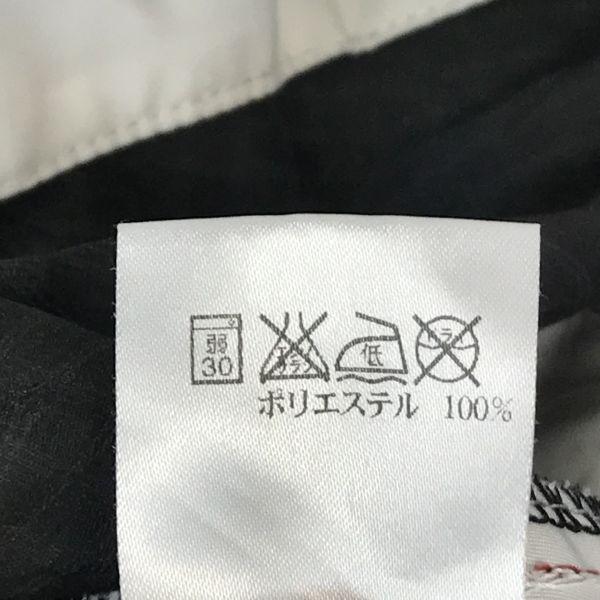 弱
30
エンソ
サラシ
低
ドライ
ポリエステル 100%